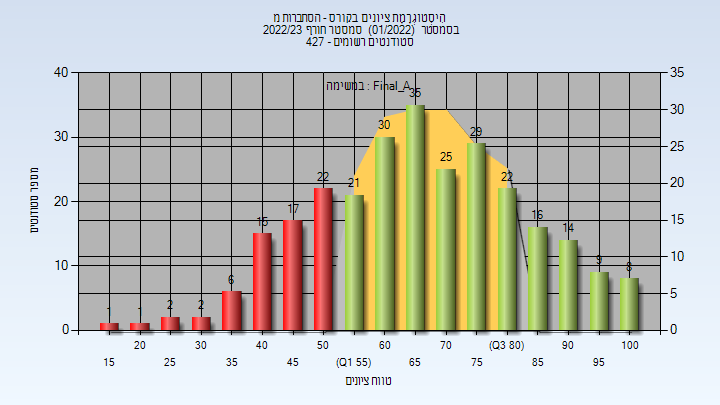 היסטוגרמת ציונים בקורס - הסתברות מ
בסמסטר (01/2022) סמסטר חורף 2022/23
סטודנטים רשומים - 427
במשימה : Final_A
40 35
30 30
25
20 20
15
10 10
5
0 0
מספר סטודנטים
1 1 2 2 6 15 17 22 21 30 35 25 29 22 16 14 9 8
20 30 40 50 60 70 (Q3 80) 90 100
15 25 35 45 (Q1 55) 65 75 85 95
טווח ציונים